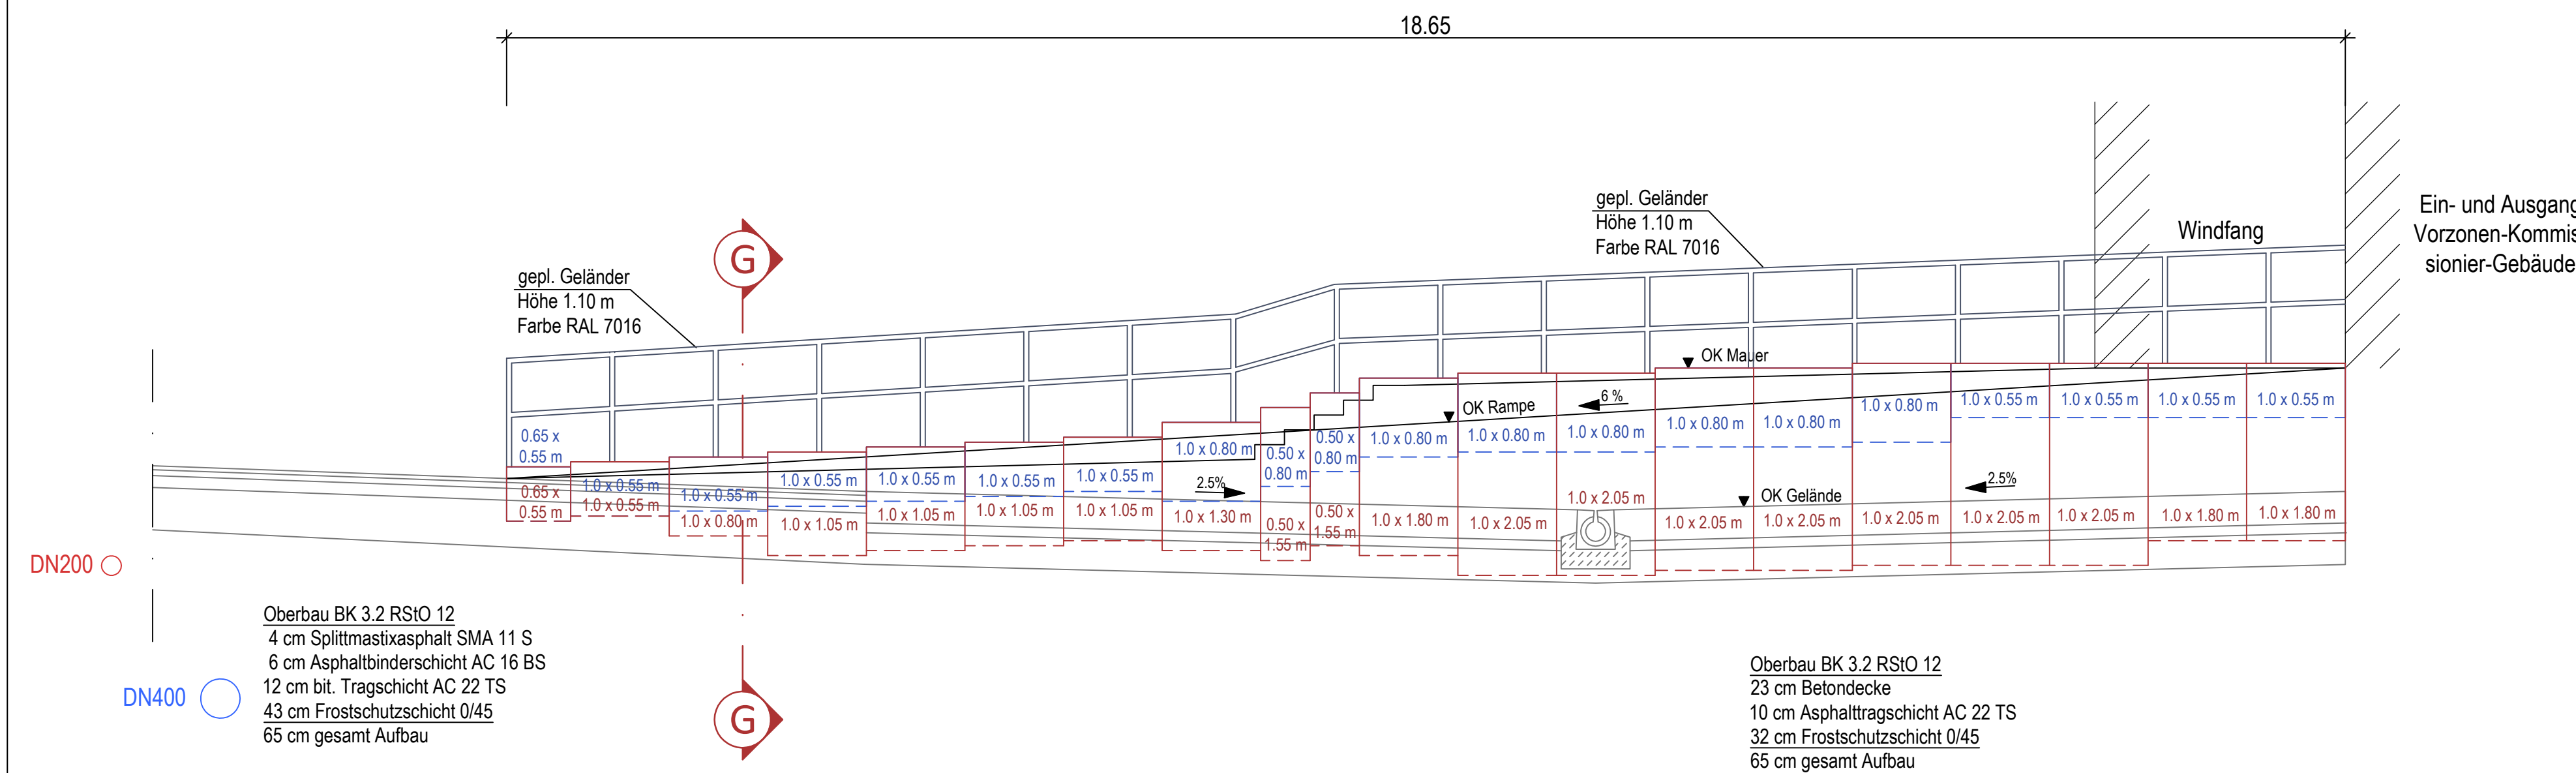 18.65
gepl. Geländer
Höhe 1.10 m
Farbe RAL 7016
G
gepl. Geländer
Höhe 1.10 m
Farbe RAL 7016
Windfang
Ein- und Ausgang
Vorzonen-Kommis
sionier-Gebäude
OK Mauer
OK Rampe
6 %
OK Gelände
2.5%
2.5%
0.65 x
0.55 m
1.0 x 0.55 m
1.0 x 0.55 m
1.0 x 0.55 m
1.0 x 0.55 m
1.0 x 0.55 m
1.0 x 0.55 m
1.0 x 0.80 m
0.50 x
0.80 m
0.50 x
0.80 m
1.0 x 0.80 m
1.0 x 0.80 m
1.0 x 0.80 m
1.0 x 0.80 m
1.0 x 0.80 m
1.0 x 0.80 m
1.0 x 0.55 m
1.0 x 0.55 m
1.0 x 0.55 m
1.0 x 0.55 m
0.65 x
0.55 m
1.0 x 0.55 m
1.0 x 0.80 m
1.0 x 1.05 m
1.0 x 1.05 m
1.0 x 1.05 m
1.0 x 1.05 m
1.0 x 1.30 m
0.50 x
1.55 m
0.50 x
1.55 m
1.0 x 1.80 m
1.0 x 2.05 m
1.0 x 2.05 m
1.0 x 2.05 m
1.0 x 2.05 m
1.0 x 2.05 m
1.0 x 2.05 m
1.0 x 2.05 m
1.0 x 1.80 m
1.0 x 1.80 m
DN200
DN400
Oberbau BK 3.2 RStO 12
4 cm Splittmastixasphalt SMA 11 S
6 cm Asphaltbinderschicht AC 16 BS
12 cm bit. Tragschicht AC 22 TS
43 cm Frostschutzschicht 0/45
65 cm gesamt Aufbau
G
Oberbau BK 3.2 RStO 12
23 cm Betondecke
10 cm Asphalttragschicht AC 22 TS
32 cm Frostschutzschicht 0/45
65 cm gesamt Aufbau